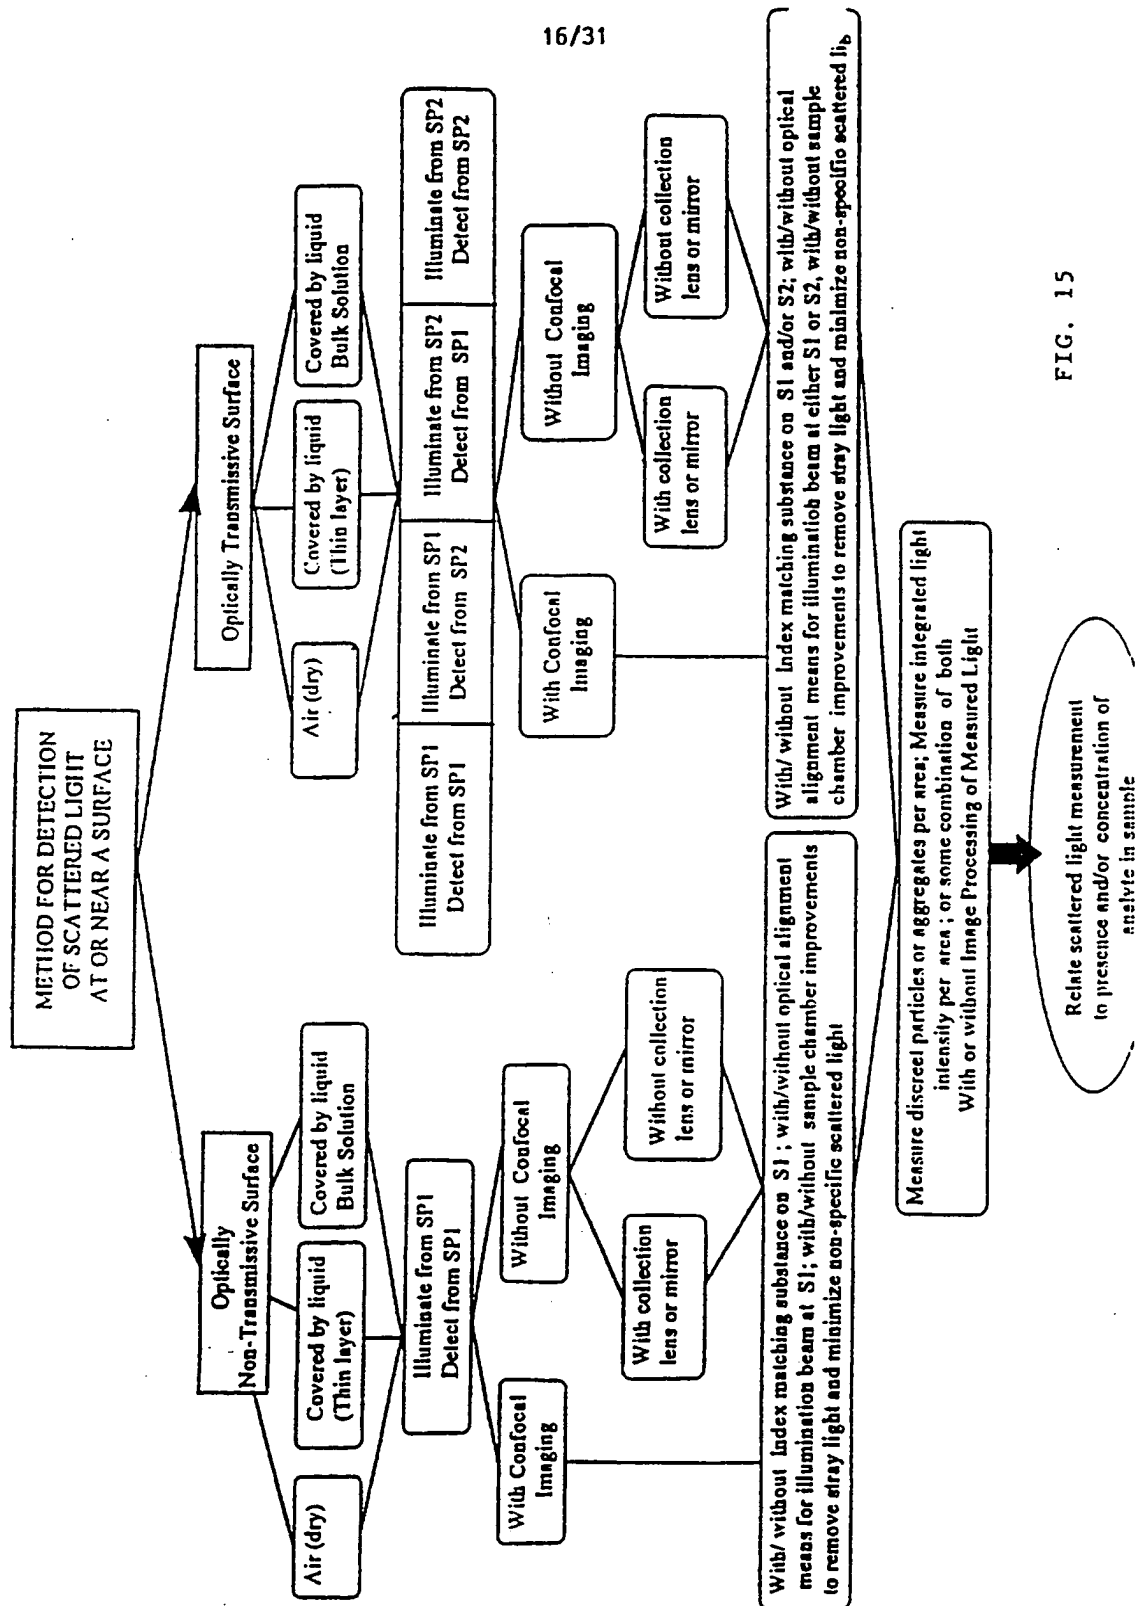 16/31
METHOD FOR DETECTION
OF SCATTERED LIGHT
AT OR NEAR A SURFACE
Optically
Non-Transmissive Surface
Air (dry)
Covered by liquid
(Thin layer)
Covered by liquid
Bulk Solution
Illuminate from SP1
Detect from SP1
With Confocal
Imaging
Without Confocal
Imaging
With collection
lens or mirror
Without collection
lens or mirror
With/ without Index matching substance on S1 ; with/without optical alignment
means for illumination beam at S1; with/without sample chamber improvements
to remove stray light and minimize non-specific scattered light
Optically Transmissive Surface
Air (dry)
Covered by liquid
(Thin layer)
Covered by liquid
Bulk Solution
Illuminate from SP1
Detect from SP1
Illuminate from SP1
Detect from SP2
Illuminate from SP2
Detect from SP1
Illuminate from SP2
Detect from SP2
With Confocal
Imaging
Without Confocal
Imaging
With collection
lens or mirror
Without collection
lens or mirror
With/ without Index matching substance on S1 and/or S2; with/without optical
alignment means for illumination beam at either S1 or S2, with/without sample
chamber improvements to remove stray light and minimize non-specific scattered
Measure discreel particles or aggregates per area; Measure integrated light
intensity per area ; or some combination of both
With or without Image Processing of Measured Light
Relate scattered light measurement
to presence and/or concentration of
analyte in sample
FIG. 15